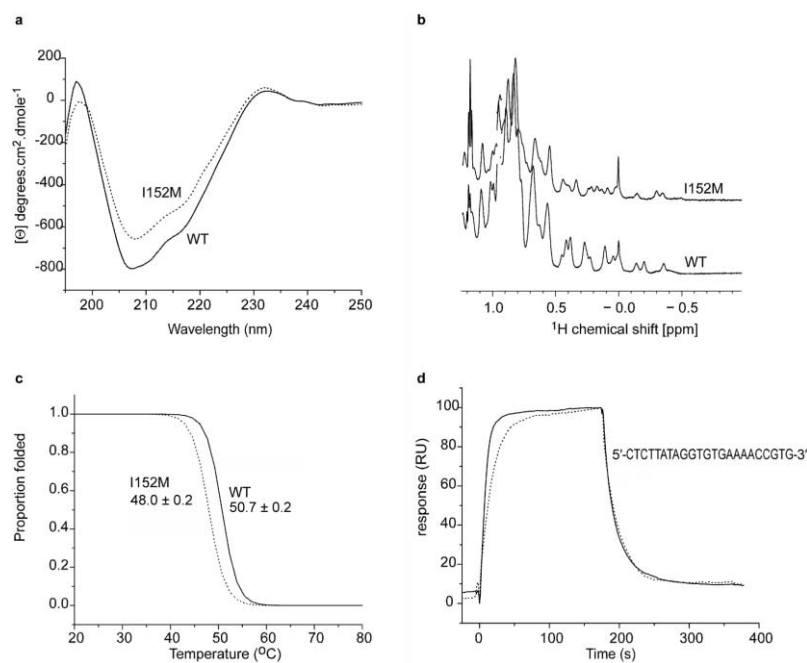 a
200
0
-200
-400
-600
-800
[Θ] degrees.cm².dmole⁻¹
I152M
WT
200 210 220 230 240 250
Wavelength (nm)
b
I152M
WT
1.0 0.5 - 0.0 - 0.5
¹H chemical shift [ppm]
c
1.0
0.8
0.6
0.4
0.2
0.0
Proportion folded
I152M
48.0 ± 0.2
WT
50.7 ± 0.2
20 30 40 50 60 70 80
Temperature (ºC)
d
100
80
60
40
20
0
response (RU)
5′-CTCTTATAGGTGTGAAAACCGTG-3′
0 100 200 300 400
Time (s)